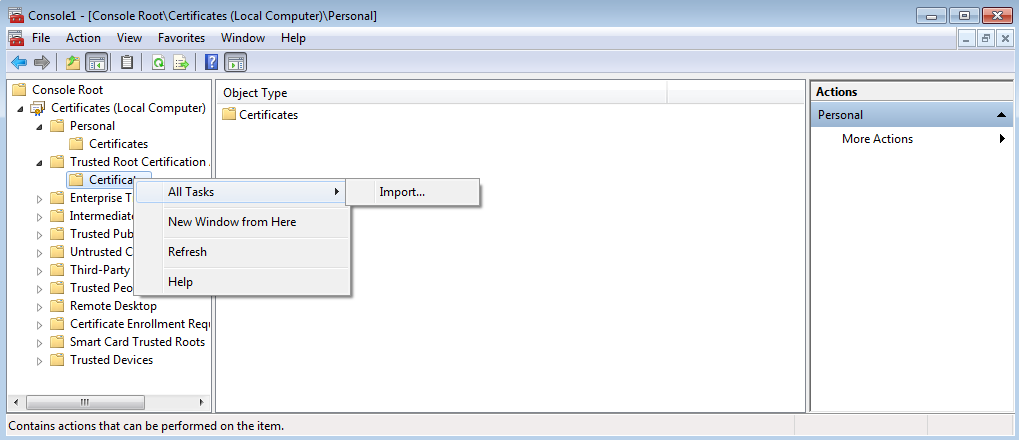 Console1 - [Console Root\Certificates (Local Computer)\Personal]
File Action View Favorites Window Help
Console Root
Certificates (Local Computer)
Personal
Certificates
Trusted Root Certification
Certificat
Enterprise T
Intermediate
Trusted Pub
Untrusted C
Third-Party
Trusted Peo
Remote Desktop
Certificate Enrollment Requ
Smart Card Trusted Roots
Trusted Devices
All Tasks
New Window from Here
Refresh
Help
Import...
Object Type
Certificates
Actions
Personal
More Actions
Contains actions that can be performed on the item.